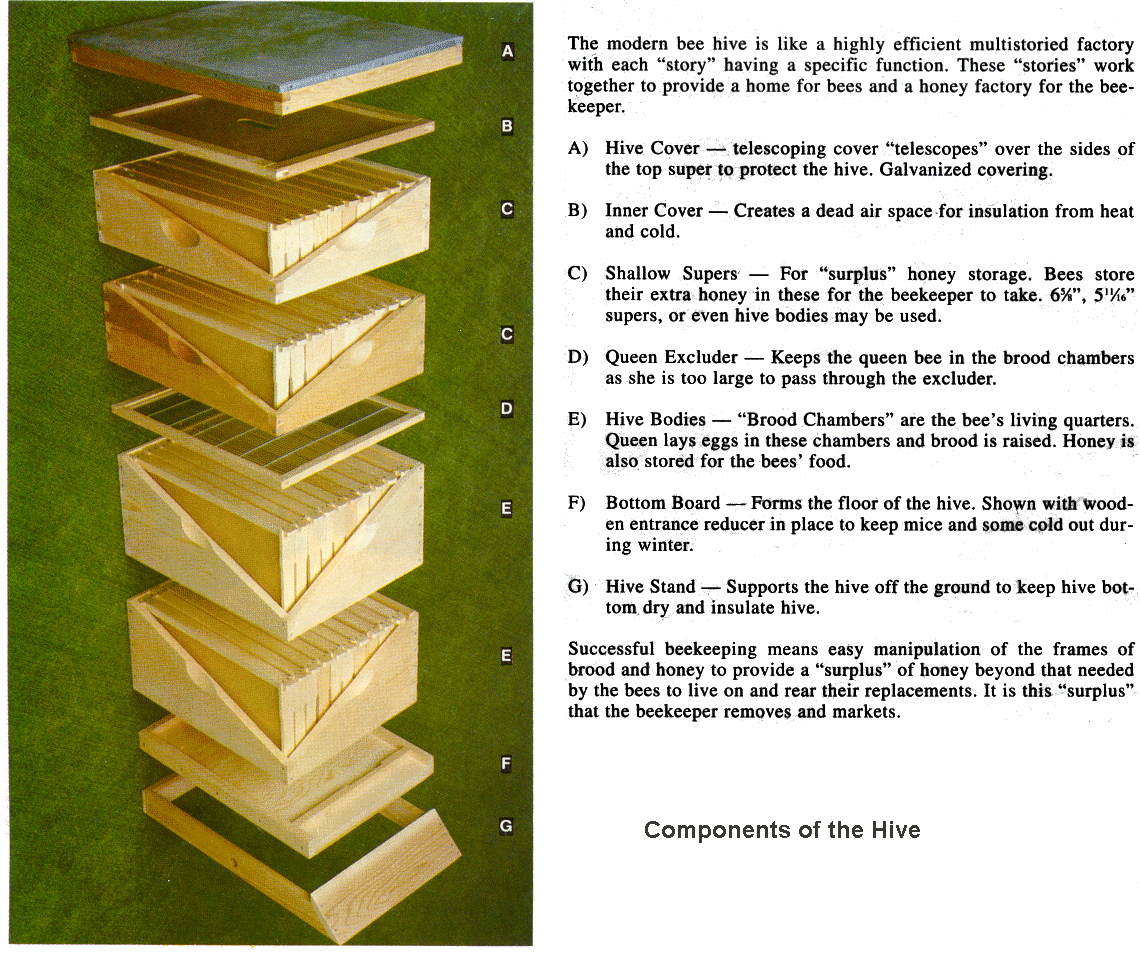 A
B
C
C
D
E
E
F
G
The modern bee hive is like a highly efficient multistoried factory
with each “story” having a specific function. These “stories” work
together to provide a home for bees and a honey factory for the bee-
keeper.
A) Hive Cover — telescoping cover “telescopes” over the sides of
the top super to protect the hive. Galvanized covering.
B) Inner Cover — Creates a dead air space for insulation from heat
and cold.
C) Shallow Supers — For “surplus” honey storage. Bees store
their extra honey in these for the beekeeper to take. 6⅝”, 5¹¹⁄₁₆”
supers, or even hive bodies may be used.
D) Queen Excluder — Keeps the queen bee in the brood chambers
as she is too large to pass through the excluder.
E) Hive Bodies — “Brood Chambers” are the bee’s living quarters.
Queen lays eggs in these chambers and brood is raised. Honey is
also stored for the bees’ food.
F) Bottom Board — Forms the floor of the hive. Shown with wood-
en entrance reducer in place to keep mice and some cold out dur-
ing winter.
G) Hive Stand — Supports the hive off the ground to keep hive bot-
tom dry and insulate hive.
Successful beekeeping means easy manipulation of the frames of
brood and honey to provide a “surplus” of honey beyond that needed
by the bees to live on and rear their replacements. It is this “surplus”
that the beekeeper removes and markets.
Components of the Hive